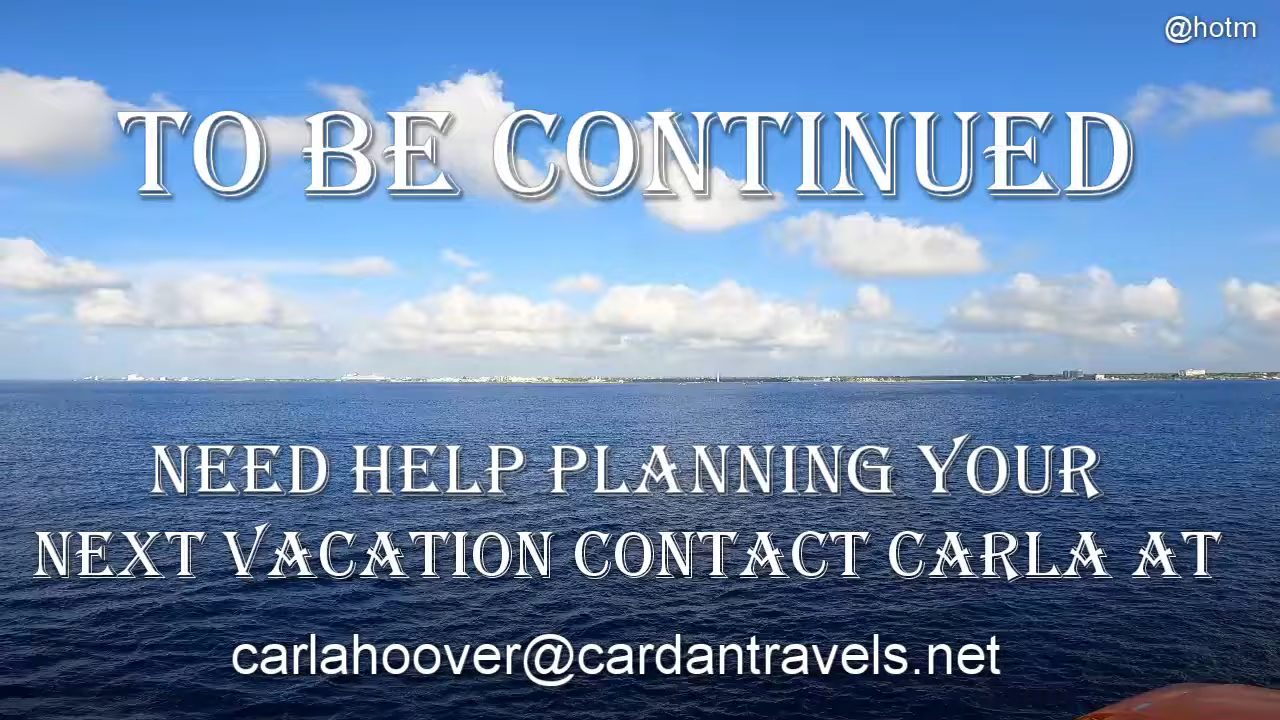 @hotm
TO BE CONTINUED
NEED HELP PLANNING YOUR
NEXT VACATION CONTACT CARLA AT
carlahoover@cardantravels.net